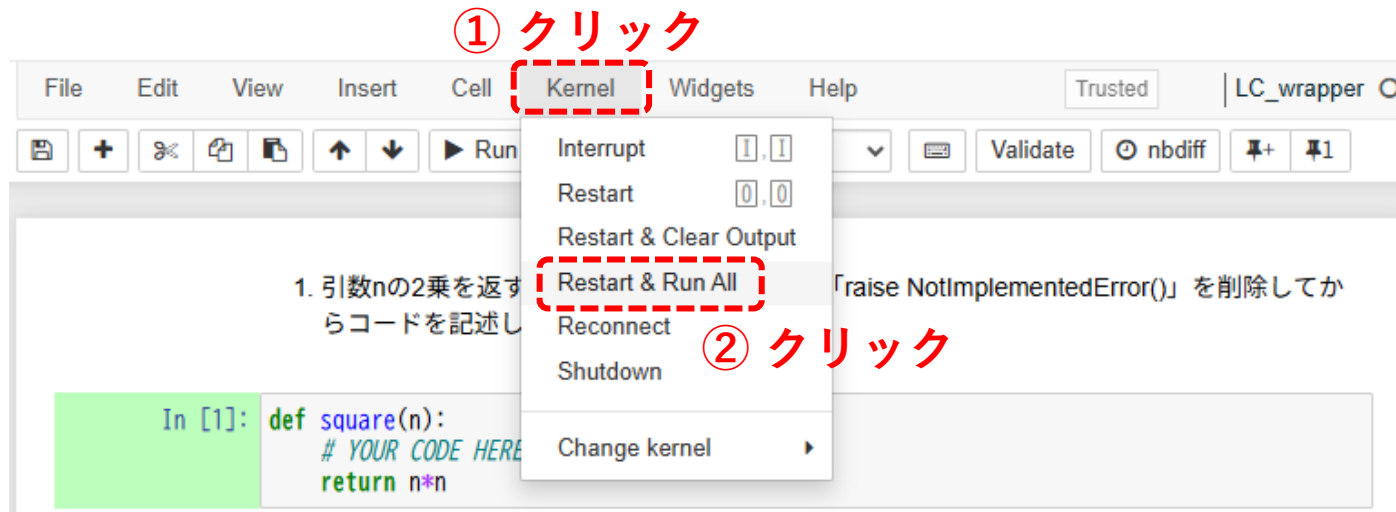 ① クリック
File Edit View Insert Cell Kernel Widgets Help Trusted LC_wrapper
Run Validate nbdiff + 1
Interrupt I,I
Restart 0,0
Restart & Clear Output
Restart & Run All
Reconnect
② クリック
Shutdown
Change kernel
1. 引数nの2乗を返す 「raise NotImplementedError()」を削除してか
らコードを記述し
In [1]: def square(n):
# YOUR CODE HERE
return n*n